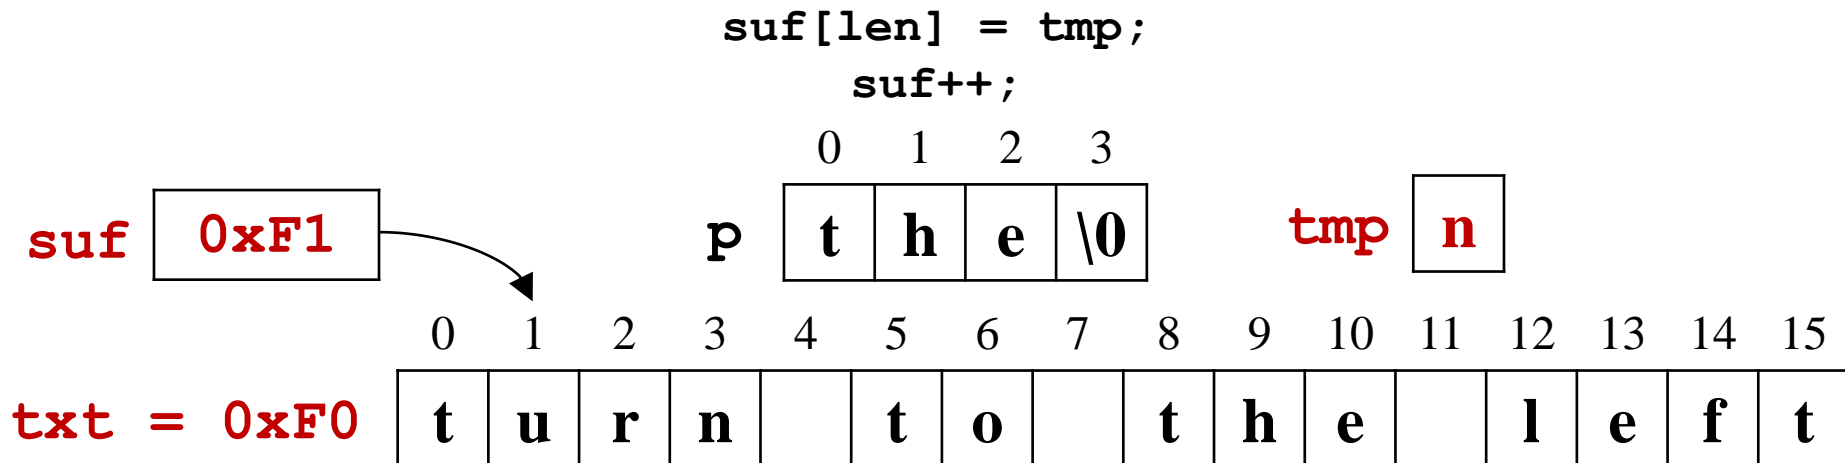 suf[len] = tmp;
suf++;
0 1 2 3
suf 0xF1 p t h e \0 tmp n
0 1 2 3 4 5 6 7 8 9 10 11 12 13 14 15
txt = 0xF0 t u r n t o t h e l e f t